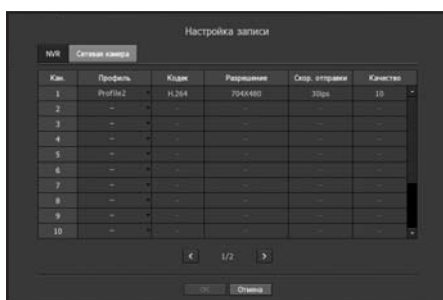 Настройка записи
NVR Сетевая камера
Кан. Профиль Кодек Разрешение Скор. отправки Качество
1 Profile2 H.264 704X480 30ips 10
2 - - - - -
3 - - - - -
4 - - - - -
5 - - - - -
6 - - - - -
7 - - - - -
8 - - - - -
9 - - - - -
10 - - - - -
< 1/2 >
OK Отмена